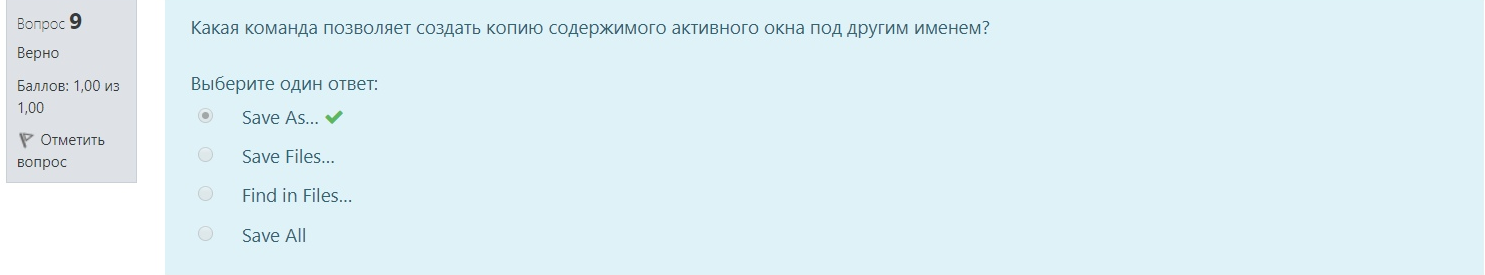 Вопрос 9
Верно
Баллов: 1,00 из
1,00
Отметить
вопрос
Какая команда позволяет создать копию содержимого активного окна под другим именем?
Выберите один ответ:
Save As...
Save Files...
Find in Files...
Save All